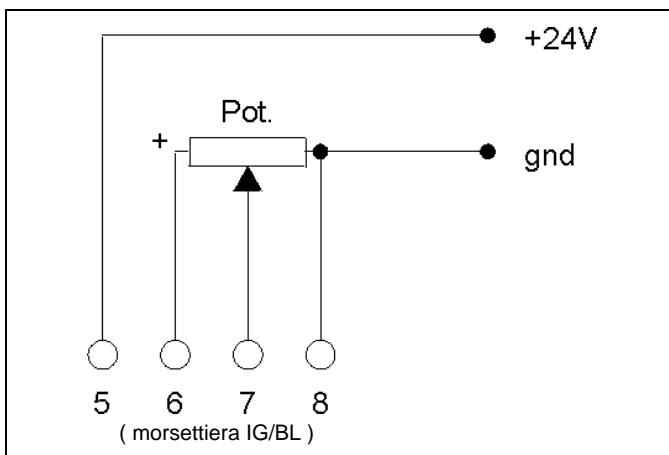 +24V
Pot.
+
gnd
5 6 7 8
( morsettiera IG/BL )